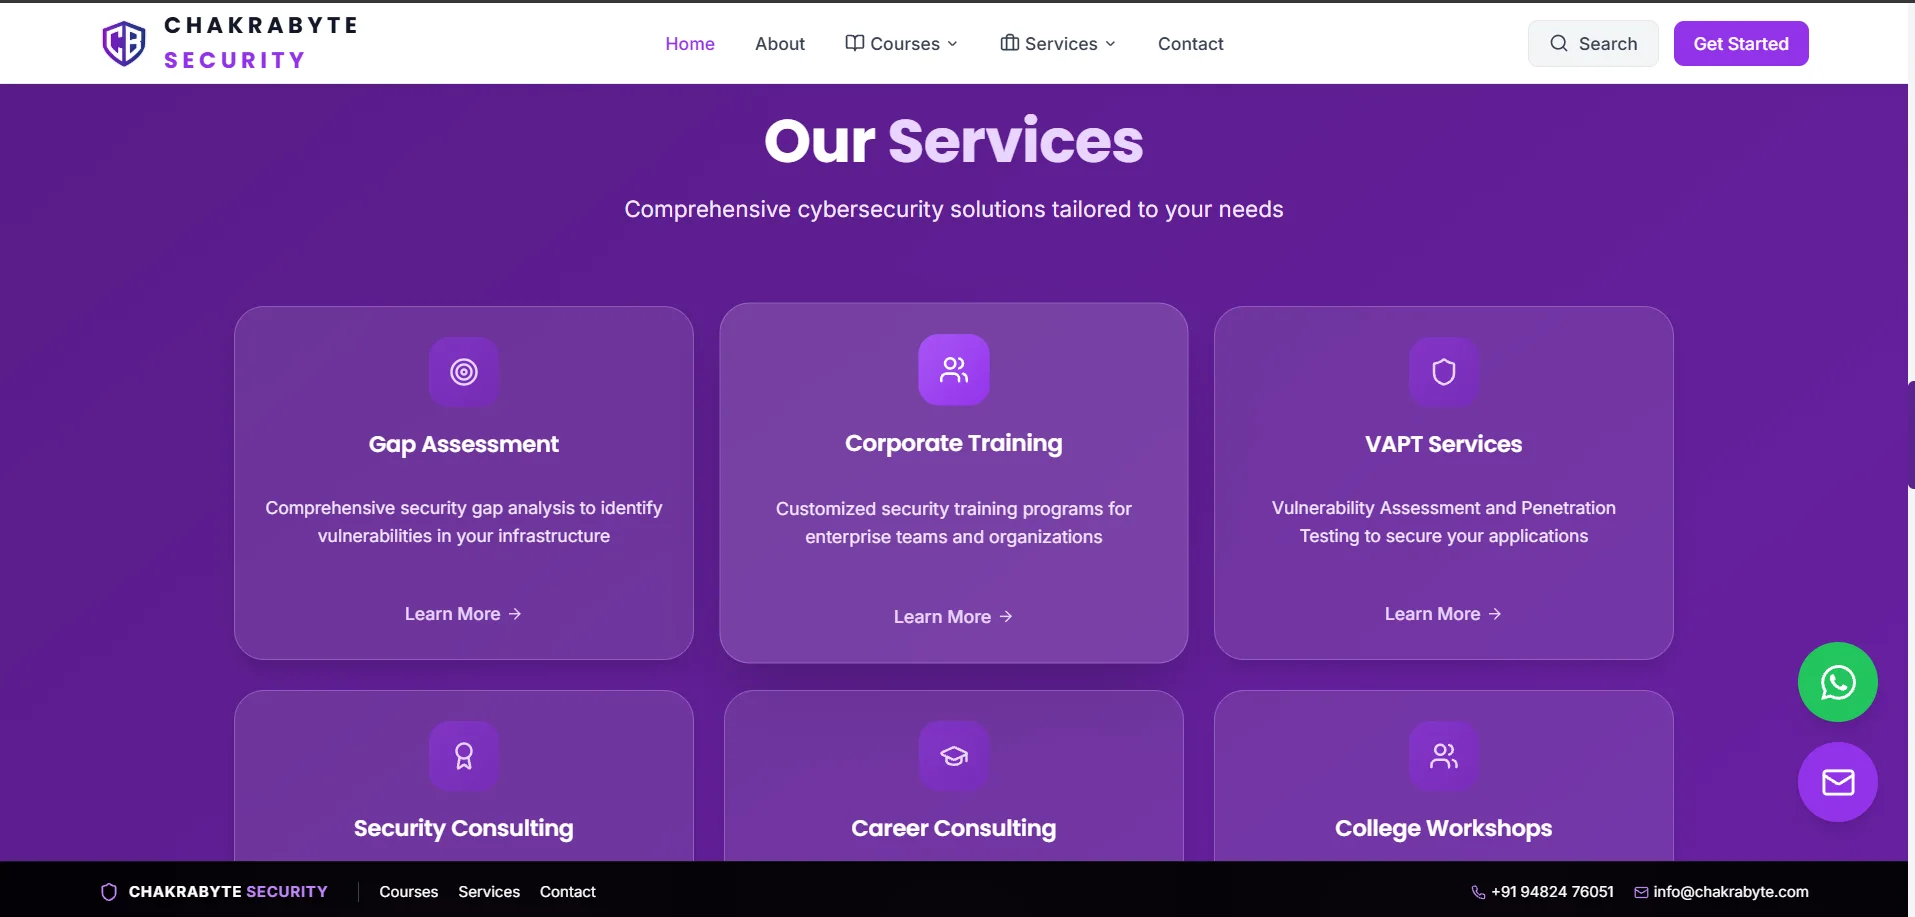 CHAKRABYTE
SECURITY
Home
About
Courses
Services
Contact
Search
Get Started
Our Services
Comprehensive cybersecurity solutions tailored to your needs
Gap Assessment
Comprehensive security gap analysis to identify
vulnerabilities in your infrastructure
Learn More →
Corporate Training
Customized security training programs for
enterprise teams and organizations
Learn More →
VAPT Services
Vulnerability Assessment and Penetration
Testing to secure your applications
Learn More →
Security Consulting
Career Consulting
College Workshops
CHAKRABYTE SECURITY
Courses
Services
Contact
+91 94824 76051
info@chakrabyte.com